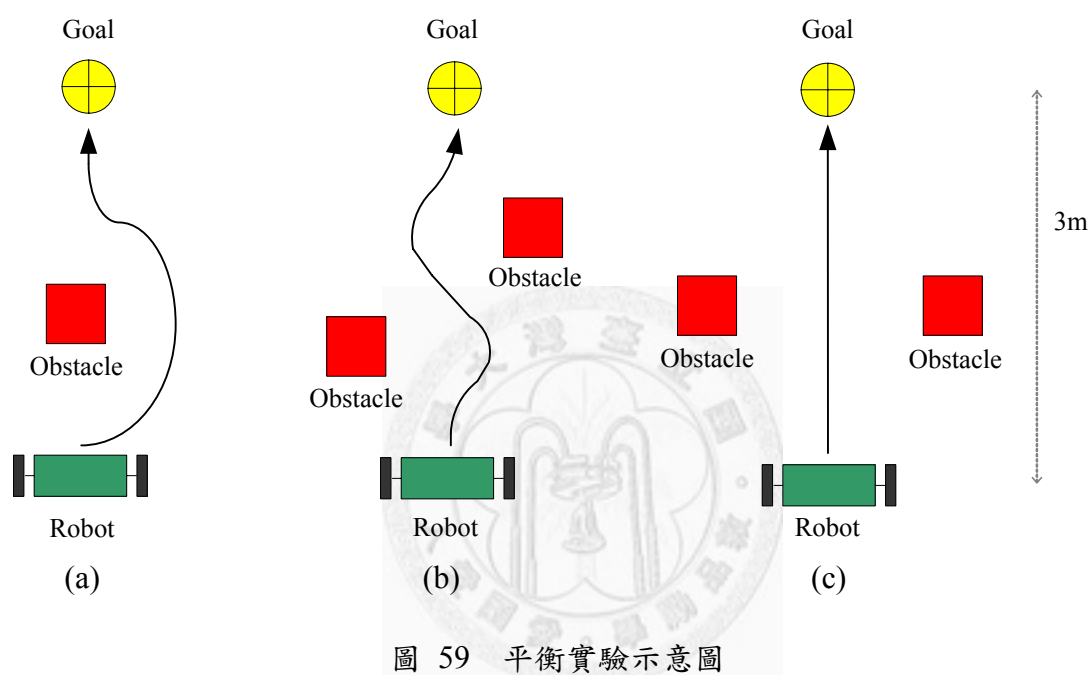 Goal
Goal
Goal
3m
Obstacle
Obstacle
Obstacle
Obstacle
Obstacle
Robot
Robot
Robot
(a)
(b)
(c)
圖 59 平衡實驗示意圖